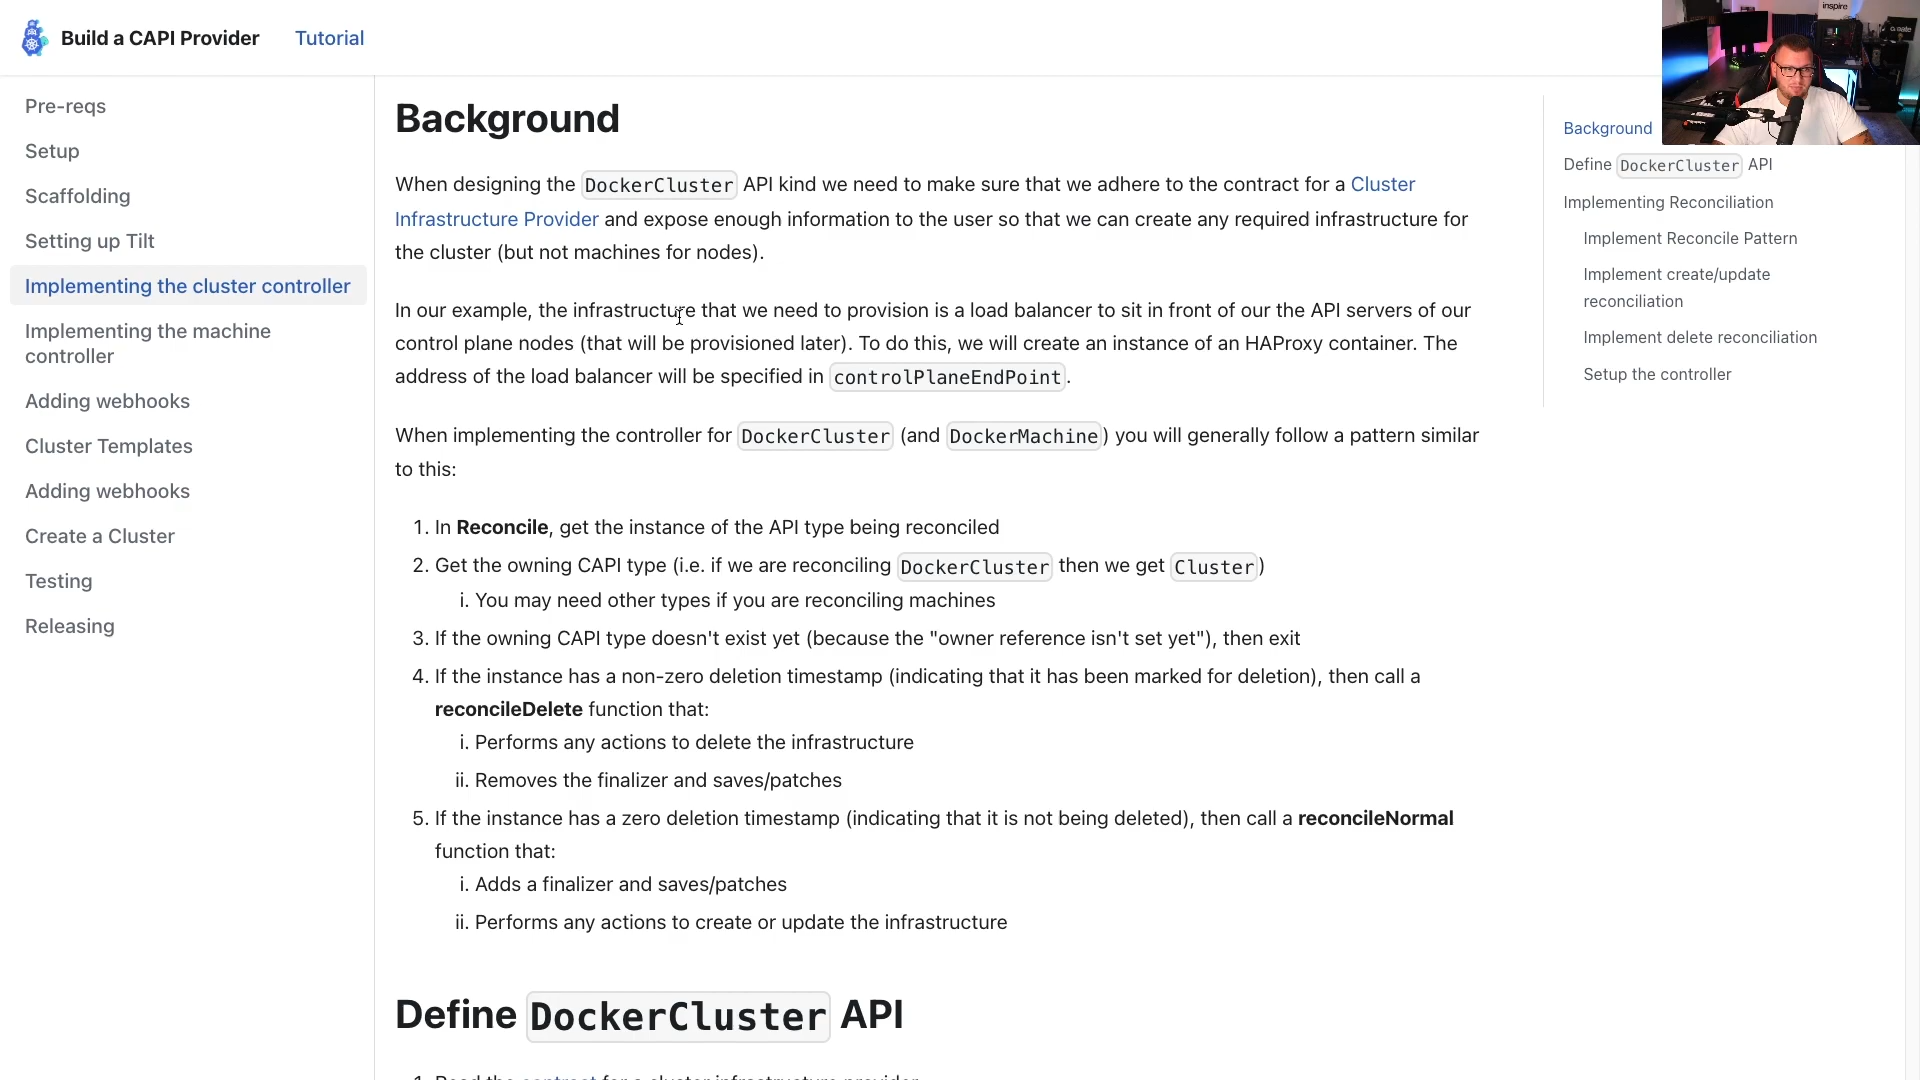 Build a CAPI Provider
Tutorial
inspire
Pre-reqs
Setup
Scaffolding
Setting up Tilt
Implementing the cluster controller
Implementing the machine
controller
Adding webhooks
Cluster Templates
Adding webhooks
Create a Cluster
Testing
Releasing
Background
When designing the DockerCluster API kind we need to make sure that we adhere to the contract for a Cluster
Infrastructure Provider and expose enough information to the user so that we can create any required infrastructure for
the cluster (but not machines for nodes).
In our example, the infrastructure that we need to provision is a load balancer to sit in front of our the API servers of our
control plane nodes (that will be provisioned later). To do this, we will create an instance of an HAProxy container. The
address of the load balancer will be specified in controlPlaneEndPoint.
When implementing the controller for DockerCluster (and DockerMachine) you will generally follow a pattern similar
to this:
1. In Reconcile, get the instance of the API type being reconciled
2. Get the owning CAPI type (i.e. if we are reconciling DockerCluster then we get Cluster)
i. You may need other types if you are reconciling machines
3. If the owning CAPI type doesn't exist yet (because the "owner reference isn't set yet"), then exit
4. If the instance has a non-zero deletion timestamp (indicating that it has been marked for deletion), then call a
reconcileDelete function that:
i. Performs any actions to delete the infrastructure
ii. Removes the finalizer and saves/patches
5. If the instance has a zero deletion timestamp (indicating that it is not being deleted), then call a reconcileNormal
function that:
i. Adds a finalizer and saves/patches
ii. Performs any actions to create or update the infrastructure
Define DockerCluster API
1. Read the contract for a cluster infrastructure provider
Background
Define DockerCluster API
Implementing Reconciliation
Implement Reconcile Pattern
Implement create/update
reconciliation
Implement delete reconciliation
Setup the controller